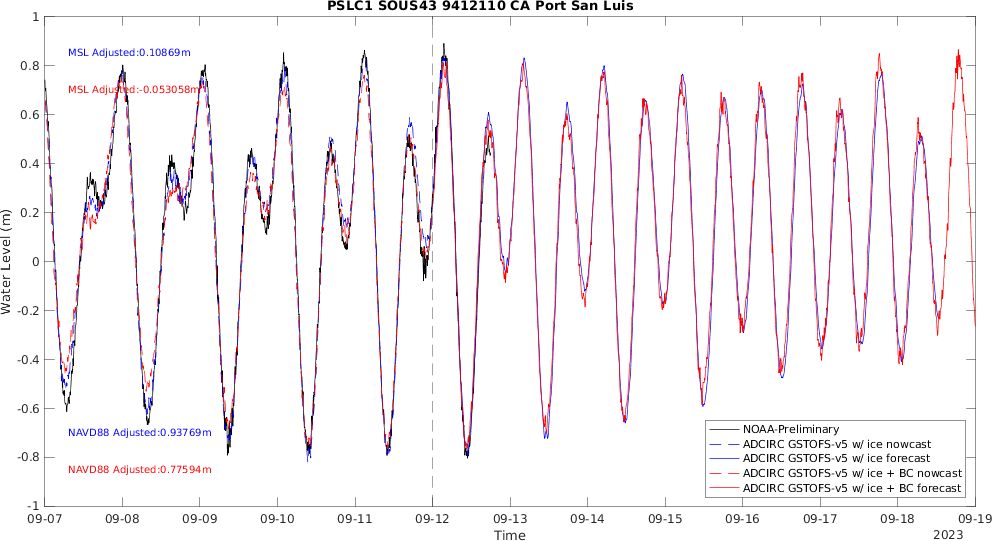 PSLC1 SOUS43 9412110 CA Port San Luis
1
0.8
0.6
0.4
0.2
0
-0.2
-0.4
-0.6
-0.8
-1
Water Level (m)
MSL Adjusted:0.10869m
MSL Adjusted:-0.053058m
NAVD88 Adjusted:0.93769m
NAVD88 Adjusted:0.77594m
NOAA-Preliminary
ADCIRC GSTOFS-v5 w/ ice nowcast
ADCIRC GSTOFS-v5 w/ ice forecast
ADCIRC GSTOFS-v5 w/ ice + BC nowcast
ADCIRC GSTOFS-v5 w/ ice + BC forecast
09-07 09-08 09-09 09-10 09-11 09-12 09-13 09-14 09-15 09-16 09-17 09-18 09-19
Time
2023